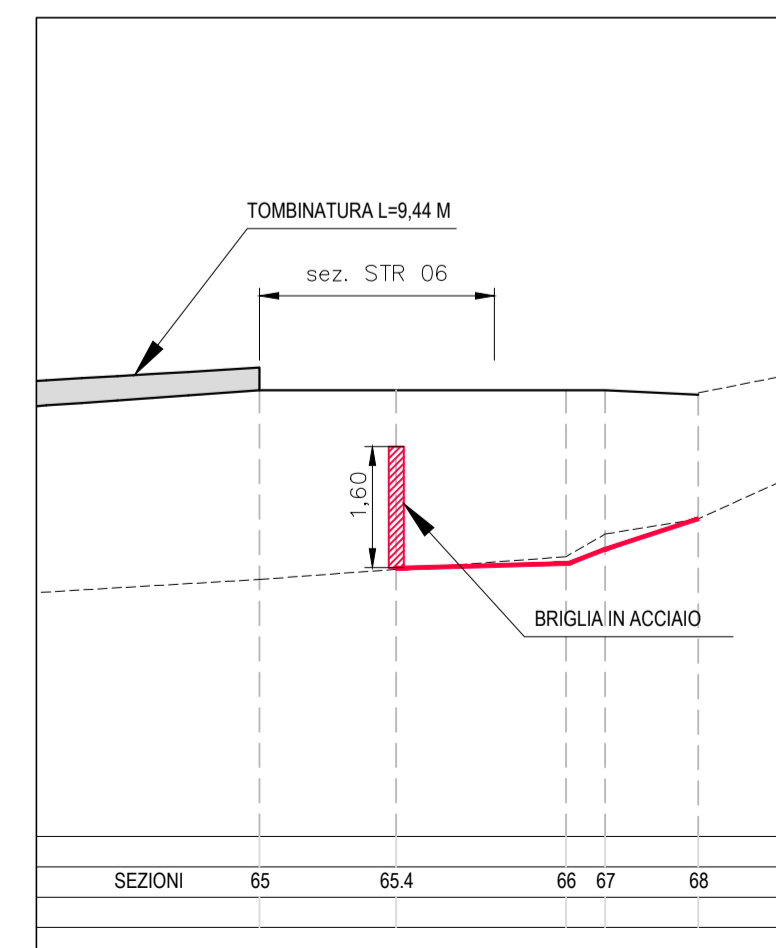 TOMBINATURA L=9,44 M
sez. STR 06
1,60
BRIGLIA IN ACCIAIO
SEZIONI 65 65.4 66 67 68